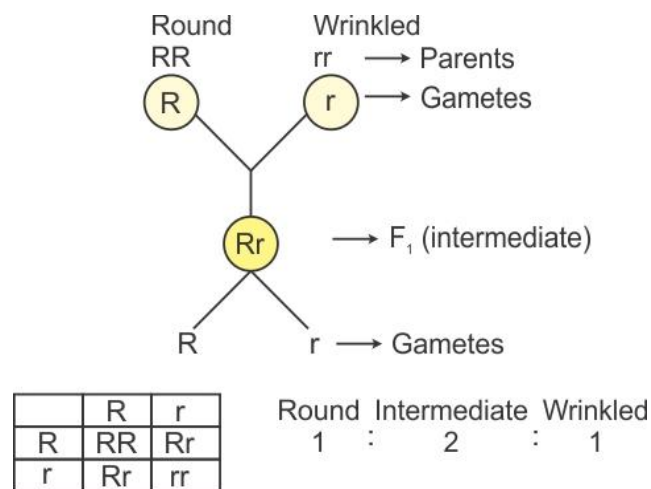 Round Wrinkled
RR rr → Parents
R r → Gametes
Rr → F₁ (intermediate)
R r → Gametes
R r
R RR Rr
r Rr rr
Round Intermediate Wrinkled
1 : 2 : 1